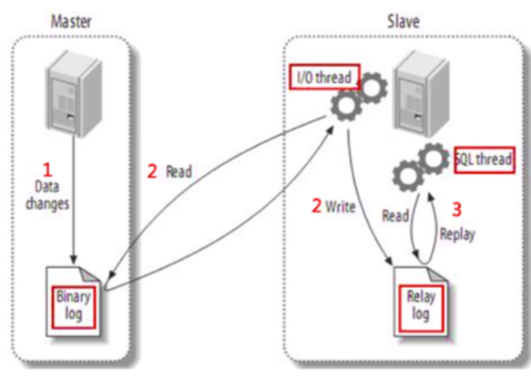 Master
Slave
I/O thread
SQL thread
1
Data
changes
2 Read
2 Write
Read
3
Replay
Binary
log
Relay
log